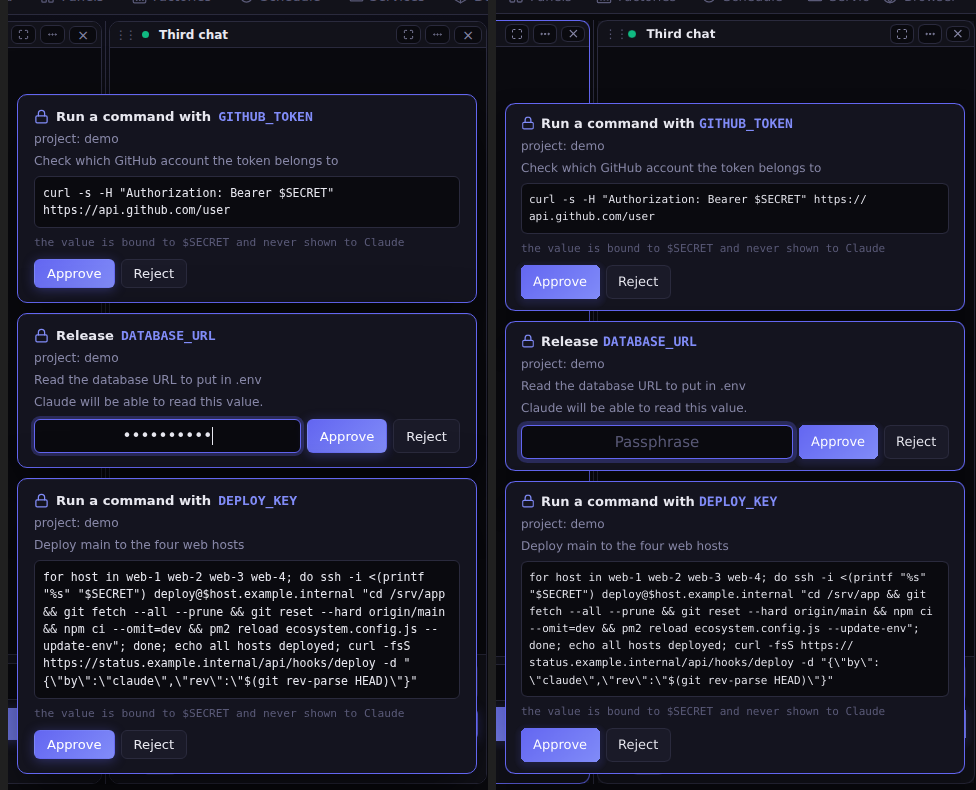 Third chat
Run a command with GITHUB_TOKEN
project: demo
Check which GitHub account the token belongs to
curl -s -H "Authorization: Bearer $SECRET"
https://api.github.com/user
the value is bound to $SECRET and never shown to Claude
Approve Reject
Release DATABASE_URL
project: demo
Read the database URL to put in .env
Claude will be able to read this value.
•••••••••• Approve Reject
Run a command with DEPLOY_KEY
project: demo
Deploy main to the four web hosts
for host in web-1 web-2 web-3 web-4; do ssh -i <(printf
"%s" "$SECRET") deploy@$host.example.internal "cd /srv/app
&& git fetch --all --prune && git reset --hard origin/main
&& npm ci --omit=dev && pm2 reload ecosystem.config.js --
update-env"; done; echo all hosts deployed; curl -fsS
https://status.example.internal/api/hooks/deploy -d "
{\"by\":\"claude\",\"rev\":\"$(git rev-parse HEAD)\"}"
the value is bound to $SECRET and never shown to Claude
Approve Reject
Third chat
Run a command with GITHUB_TOKEN
project: demo
Check which GitHub account the token belongs to
curl -s -H "Authorization: Bearer $SECRET" https://
api.github.com/user
the value is bound to $SECRET and never shown to Claude
Approve Reject
Release DATABASE_URL
project: demo
Read the database URL to put in .env
Claude will be able to read this value.
Passphrase Approve Reject
Run a command with DEPLOY_KEY
project: demo
Deploy main to the four web hosts
for host in web-1 web-2 web-3 web-4; do ssh -i <(printf "%s"
"$SECRET") deploy@$host.example.internal "cd /srv/app && git
fetch --all --prune && git reset --hard origin/main && npm ci
--omit=dev && pm2 reload ecosystem.config.js --update-env";
done; echo all hosts deployed; curl -fsS https://
status.example.internal/api/hooks/deploy -d "{\"by\":
\"claude\",\"rev\":\"$(git rev-parse HEAD)\"}"
the value is bound to $SECRET and never shown to Claude
Approve Reject